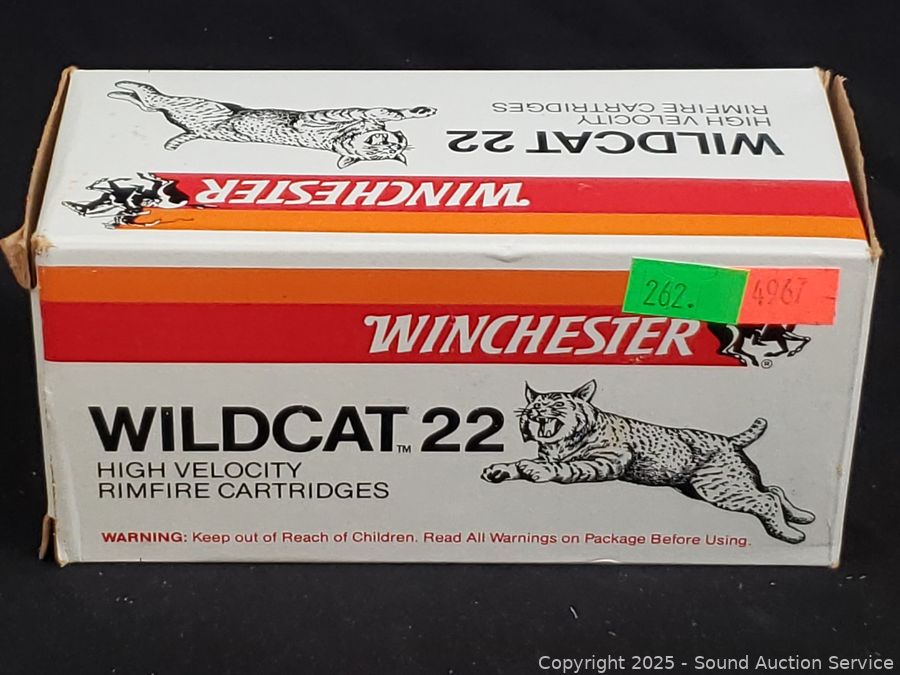 WILDCAT 22
HIGH VELOCITY
RIMFIRE CARTRIDGES
WINCHESTER
262.
4967
WINCHESTER
®
WILDCAT™ 22
HIGH VELOCITY
RIMFIRE CARTRIDGES
WARNING: Keep out of Reach of Children. Read All Warnings on Package Before Using.
Copyright © 2025 - Sound Auction Service